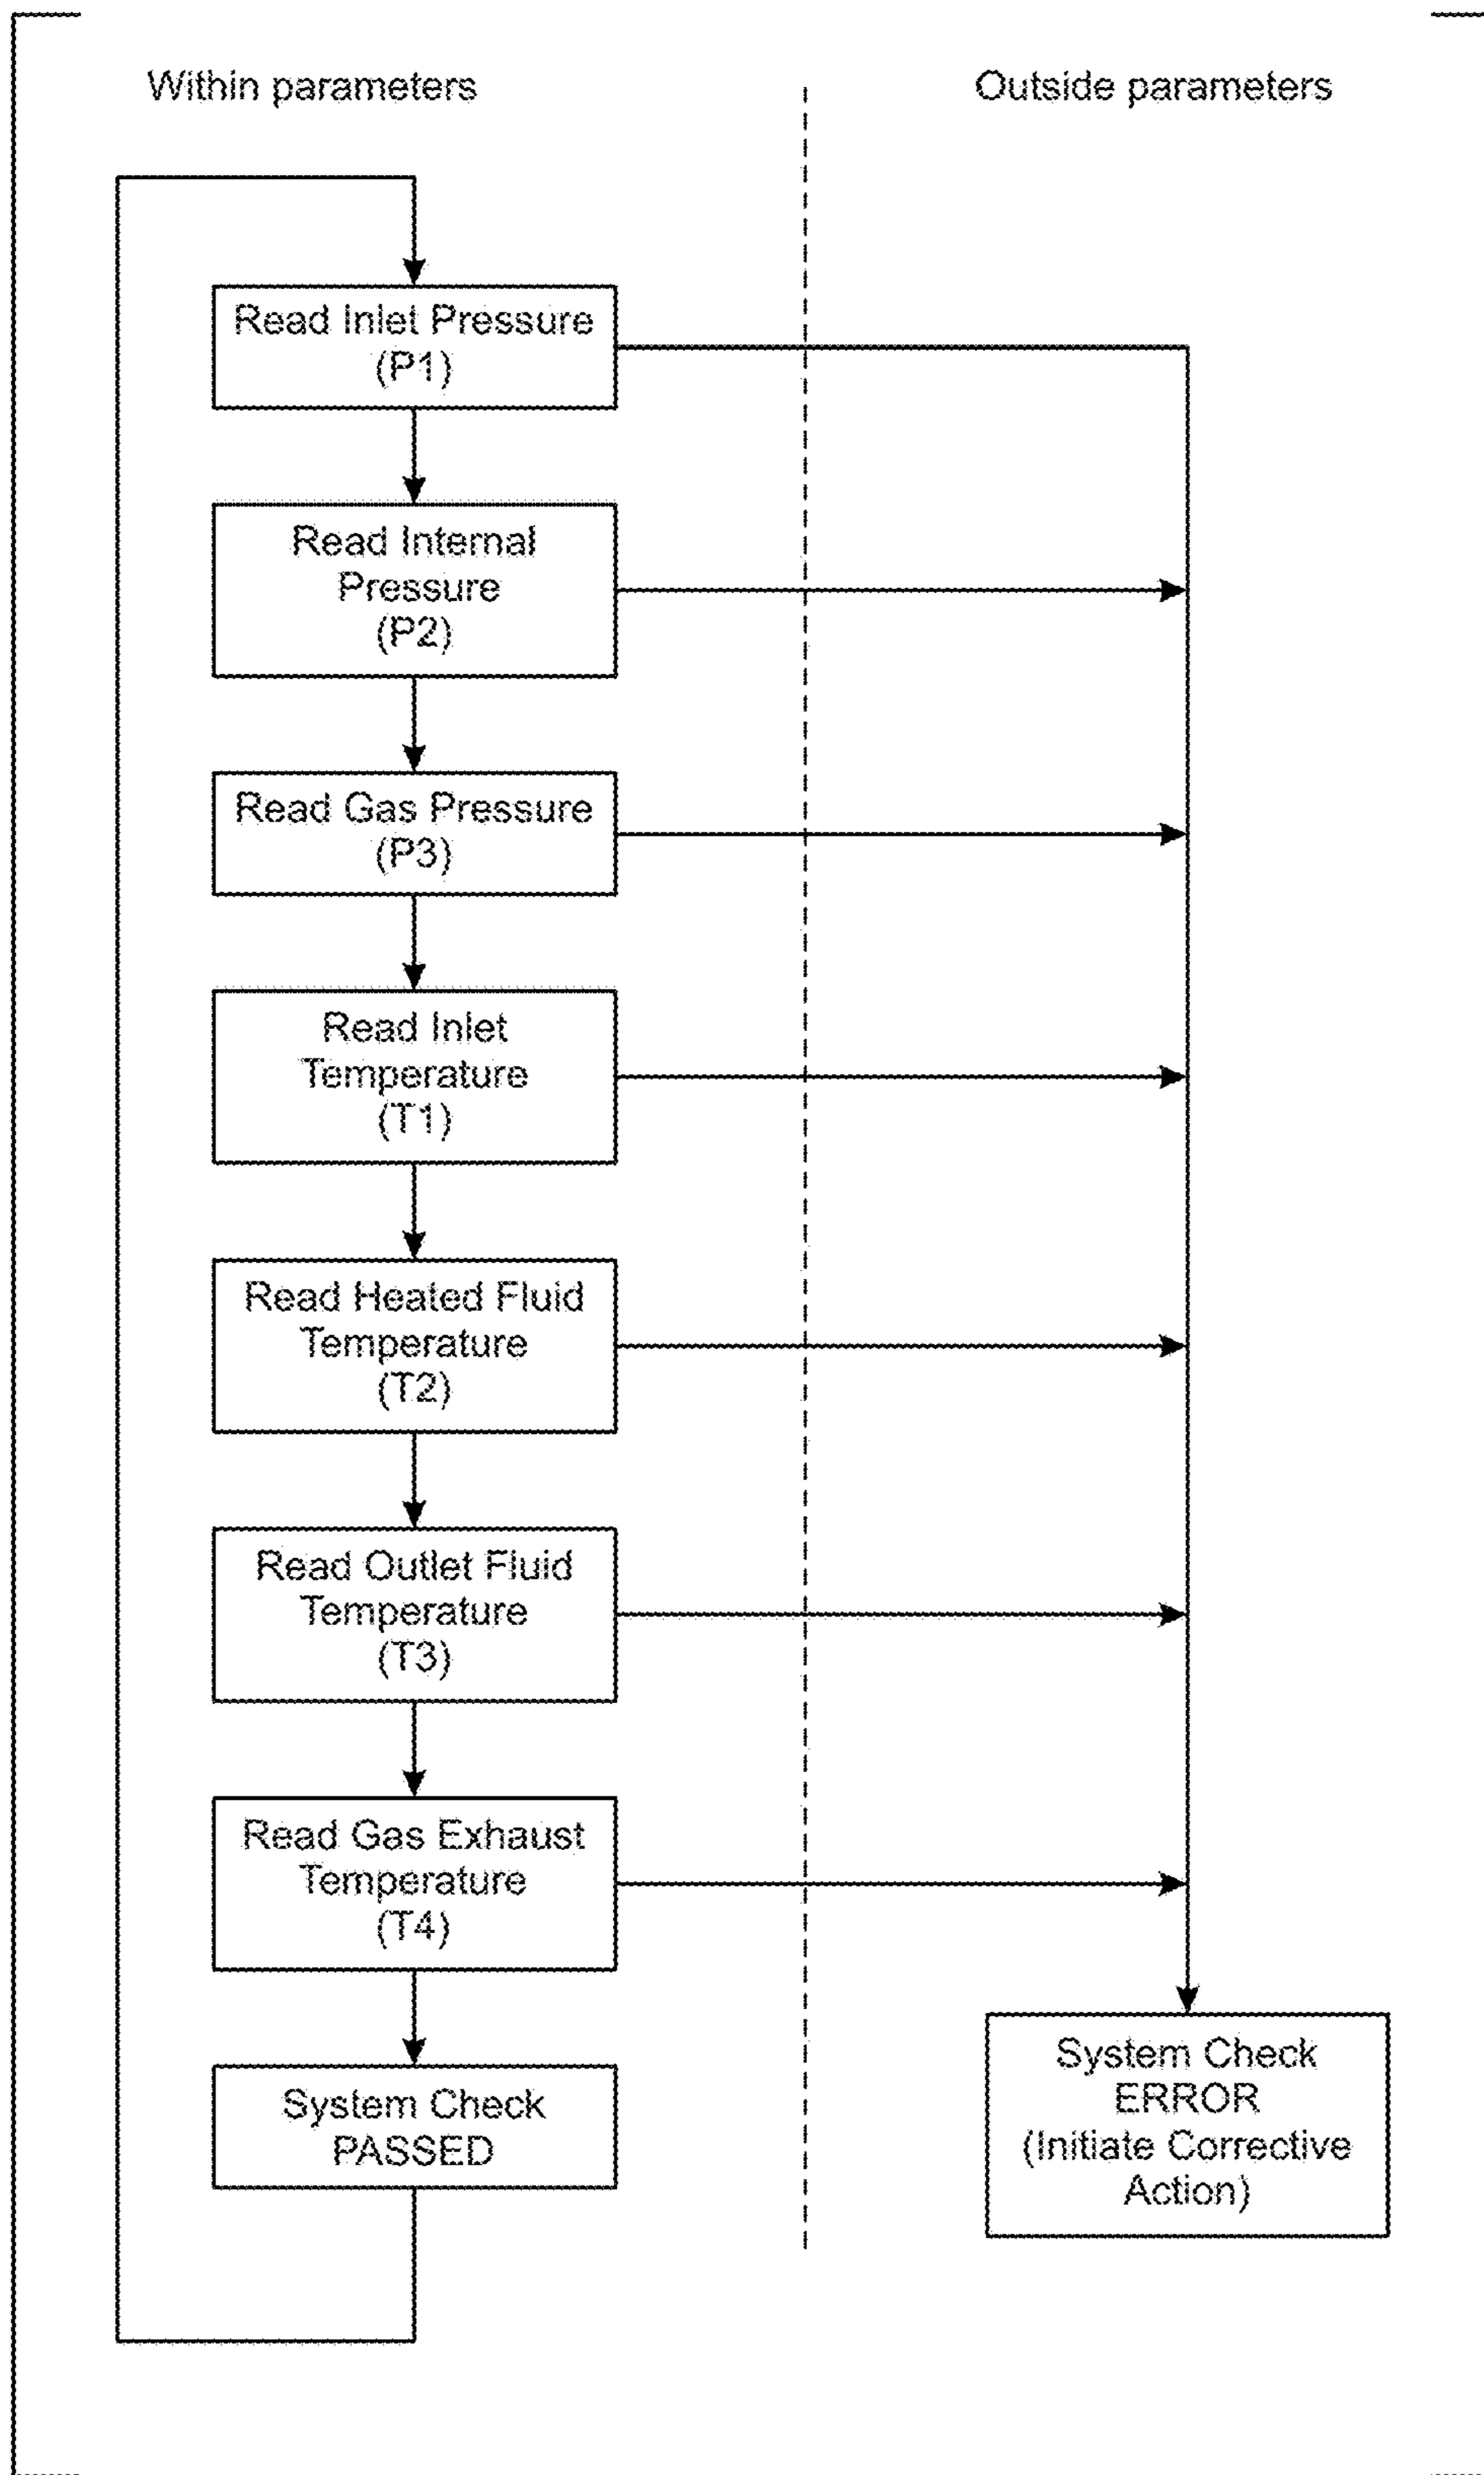 Within parameters
Outside parameters
Read Inlet Pressure
(P1)
Read Internal
Pressure
(P2)
Read Gas Pressure
(P3)
Read Inlet
Temperature
(T1)
Read Heated Fluid
Temperature
(T2)
Read Outlet Fluid
Temperature
(T3)
Read Gas Exhaust
Temperature
(T4)
System Check
PASSED
System Check
ERROR
(Initiate Corrective
Action)